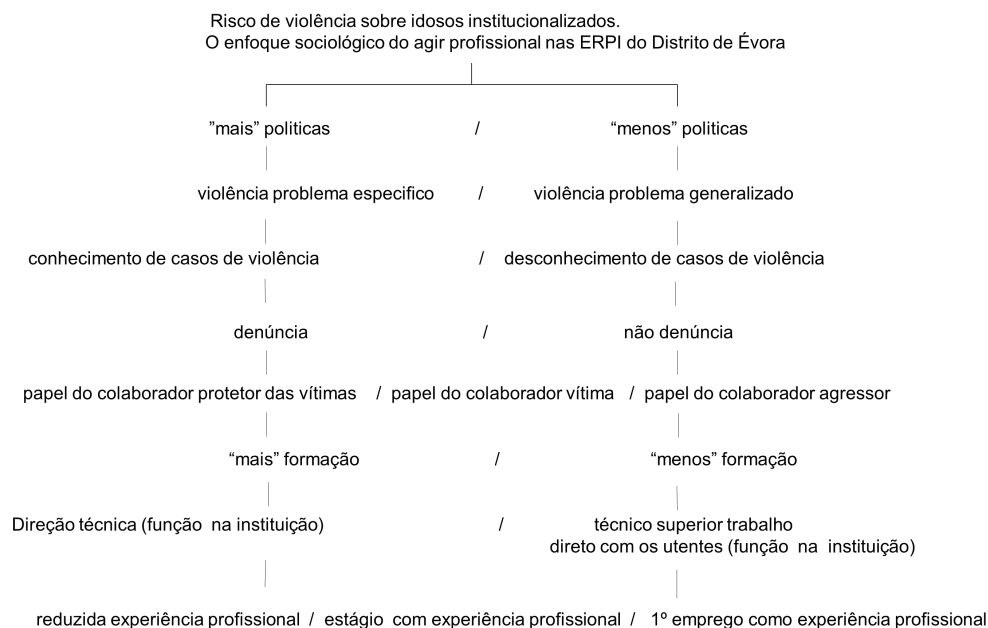 Risco de violência sobre idosos institucionalizados.
O enfoque sociológico do agir profissional nas ERPI do Distrito de Évora
”mais” politicas / “menos” politicas
violência problema especifico / violência problema generalizado
conhecimento de casos de violência / desconhecimento de casos de violência
denúncia / não denúncia
papel do colaborador protetor das vítimas / papel do colaborador vítima / papel do colaborador agressor
“mais” formação / “menos” formação
Direção técnica (função na instituição) / técnico superior trabalho
direto com os utentes (função na instituição)
reduzida experiência profissional / estágio com experiência profissional / 1º emprego como experiência profissional